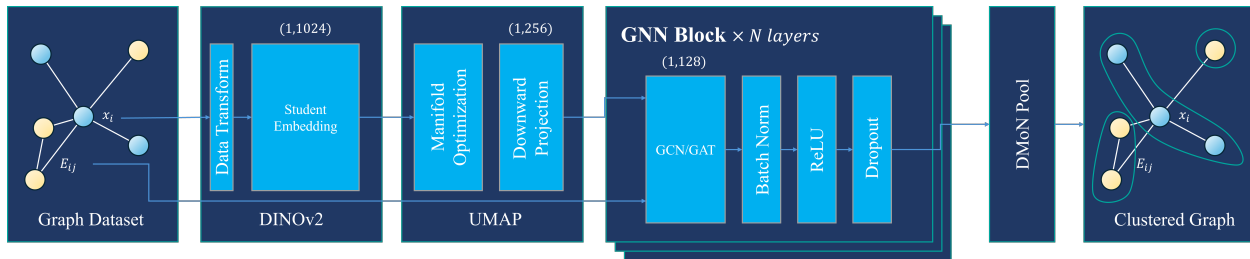 x_i
E_ij
Graph Dataset
Data Transform
(1,1024)
Student
Embedding
DINOv2
Manifold
Optimization
(1,256)
Downward
Projection
UMAP
GNN Block × N layers
(1,128)
GCN/GAT
Batch Norm
ReLU
Dropout
DMoN Pool
x_i
E_ij
Clustered Graph